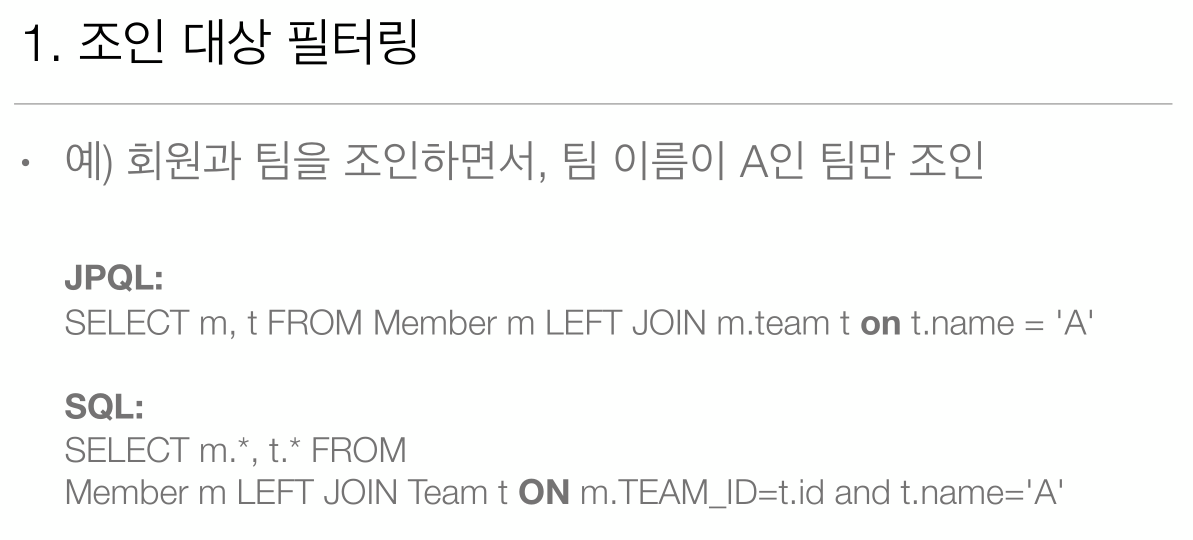 1. 조인 대상 필터링
• 예) 회원과 팀을 조인하면서, 팀 이름이 A인 팀만 조인
JPQL:
SELECT m, t FROM Member m LEFT JOIN m.team t on t.name = 'A'
SQL:
SELECT m.*, t.* FROM
Member m LEFT JOIN Team t ON m.TEAM_ID=t.id and t.name='A'